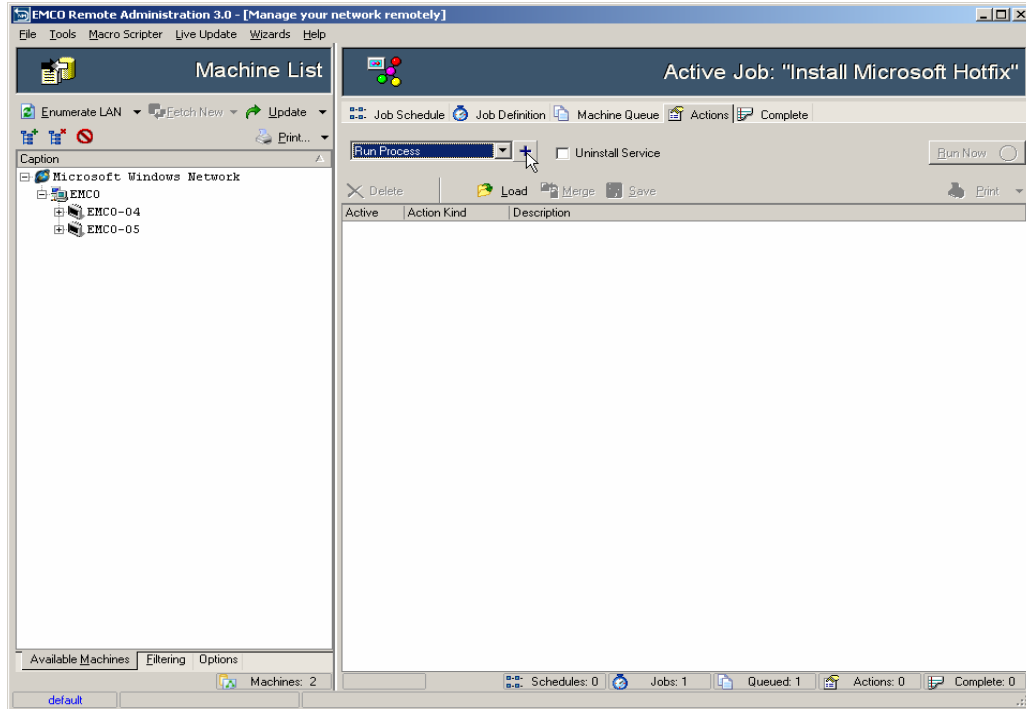 EMCO Remote Administration 3.0 - [Manage your network remotely]
File Tools Macro Scripter Live Update Wizards Help
Machine List
Active Job: "Install Microsoft Hotfix"
Enumerate LAN Fetch New Update
Job Schedule Job Definition Machine Queue Actions Complete
Print...
Run Process Uninstall Service Run Now
Caption
Microsoft Windows Network
EMCO
EMCO-04
EMCO-05
Delete Load Merge Save Print
Active Action Kind Description
Available Machines Filtering Options
Machines: 2
Schedules: 0 Jobs: 1 Queued: 1 Actions: 0 Complete: 0
default